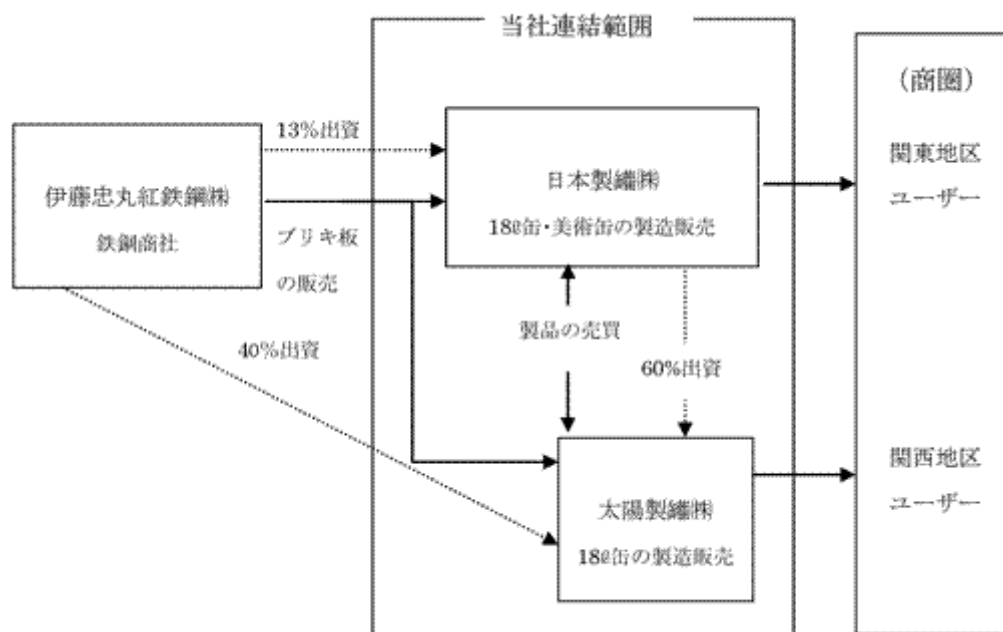 当社連結範囲
(商圏)
13%出資
伊藤忠丸紅鉄鋼㈱
鉄鋼商社
ブリキ板
の販売
日本製罐㈱
18ℓ缶・美術缶の製造販売
関東地区
ユーザー
製品の売買
40%出資
60%出資
太陽製罐㈱
18ℓ缶の製造販売
関西地区
ユーザー